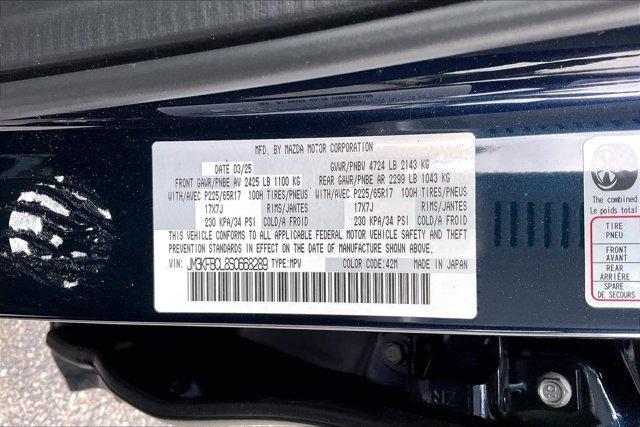 MFD. BY MAZDA MOTOR CORPORATION
DATE 03/25 GVWR/PNBV 4724 LB 2143 KG
FRONT GAWR/PNBE AV 2425 LB 1100 KG REAR GAWR/PNBE AR 2299 LB 1043 KG
WITH/AVEC P225/65R17 100H TIRES/PNEUS WITH/AVEC P225/65R17 100H TIRES/PNEUS
17X7J RIMS/JANTES 17X7J RIMS/JANTES
230 KPA/34 PSI COLD/A FROID 230 KPA/34 PSI COLD/A FROID
THIS VEHICLE CONFORMS TO ALL APPLICABLE FEDERAL MOTOR VEHICLE SAFETY AND THEFT
PREVENTION STANDARDS IN EFFECT ON THE DATE OF MANUFACTURE SHOWN ABOVE.
VIN: JM3KFBCL8S0668289 TYPE:MPV COLOR CODE:42M MADE IN JAPAN
The combined
Le poids total
TIRE
PNEU
FRONT
AVANT
REAR
ARRIÈRE
SPARE
DE SECOURS